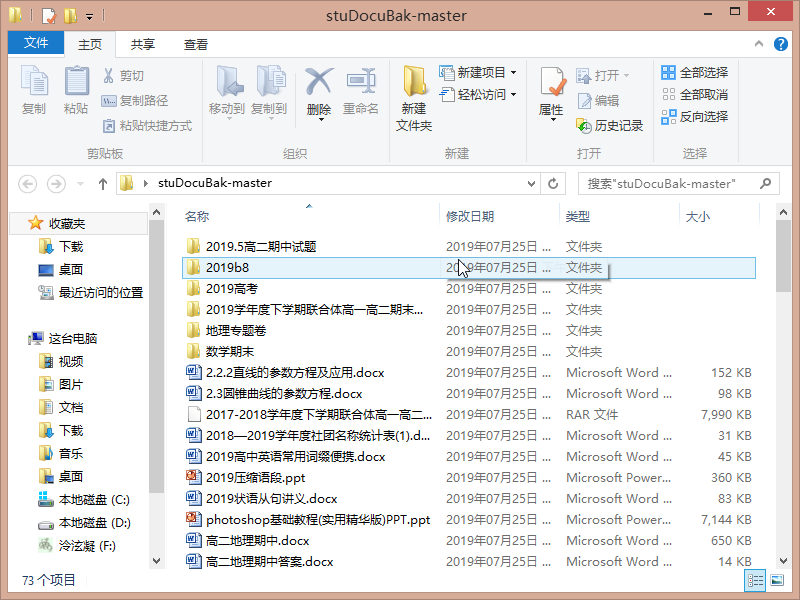 stuDocuBak-master
文件 主页 共享 查看
复制
粘贴
剪切
复制路径
粘贴快捷方式
剪贴板
移动到 复制到 删除 重命名
组织
新建
文件夹
新建项目
轻松访问
新建
属性
打开
编辑
历史记录
打开
全部选择
全部取消
反向选择
选择
stuDocuBak-master
搜索"stuDocuBak-master"
收藏夹
下载
桌面
最近访问的位置
这台电脑
视频
图片
文档
下载
音乐
桌面
本地磁盘 (C:)
本地磁盘 (D:)
泠泫凝 (F:)
名称 修改日期 类型 大小
2019.5高二期中试题 2019年07月25日 ... 文件夹
2019b8 2019年07月25日 ... 文件夹
2019高考 2019年07月25日 ... 文件夹
2019学年度下学期联合体高一高二期末... 2019年07月25日 ... 文件夹
地理专题卷 2019年07月25日 ... 文件夹
数学期末 2019年07月25日 ... 文件夹
2.2.2直线的参数方程及应用.docx 2019年07月25日 ... Microsoft Word ... 152 KB
2.3圆锥曲线的参数方程.docx 2019年07月25日 ... Microsoft Word ... 98 KB
2017-2018学年度下学期联合体高一高二... 2019年07月25日 ... RAR 文件 7,990 KB
2018—2019学年度社团名称统计表(1).d... 2019年07月25日 ... Microsoft Word ... 31 KB
2019高中英语常用词缀便携.docx 2019年07月25日 ... Microsoft Word ... 45 KB
2019压缩语段.ppt 2019年07月25日 ... Microsoft Power... 360 KB
2019状语从句讲义.docx 2019年07月25日 ... Microsoft Word ... 83 KB
photoshop基础教程(实用精华版)PPT.ppt 2019年07月25日 ... Microsoft Power... 7,144 KB
高二地理期中.docx 2019年07月25日 ... Microsoft Word ... 650 KB
高二地理期中答案.docx 2019年07月25日 ... Microsoft Word ... 14 KB
73 个项目